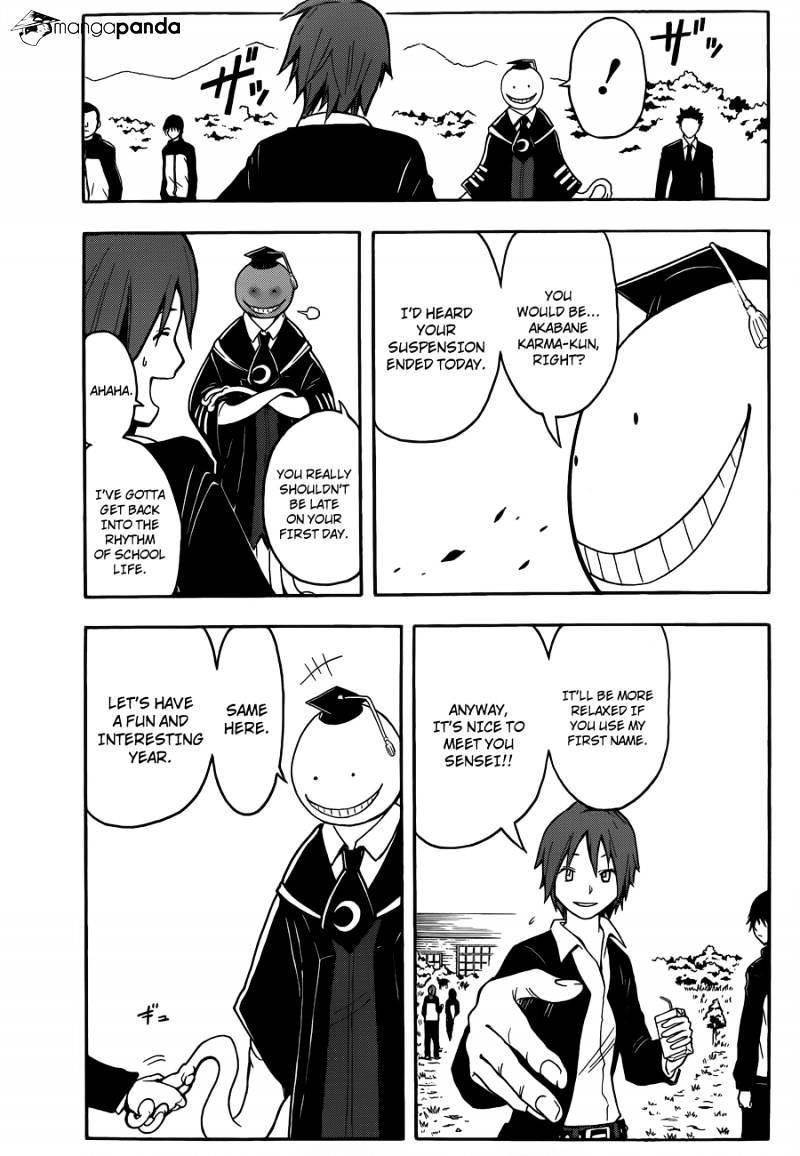 mangapanda
ザッ
!
ザッ
YOU
WOULD
BE...
AKABANE
KARMA-KUN,
RIGHT?
I'D HEARD
YOUR
SUSPENSION
ENDED TODAY.
YOU REALLY
SHOULDN'T
BE LATE
ON YOUR
FIRST DAY.
AHAHA.
I'VE GOTTA
GET BACK
INTO THE
RHYTHM
OF SCHOOL
LIFE.
IT'LL BE MORE
RELAXED IF
YOU USE MY
FIRST NAME.
ANYWAY,
IT'S NICE TO
MEET YOU
SENSEI!!
SAME
HERE.
LET'S HAVE
A FUN AND
INTERESTING
YEAR.
ギュ